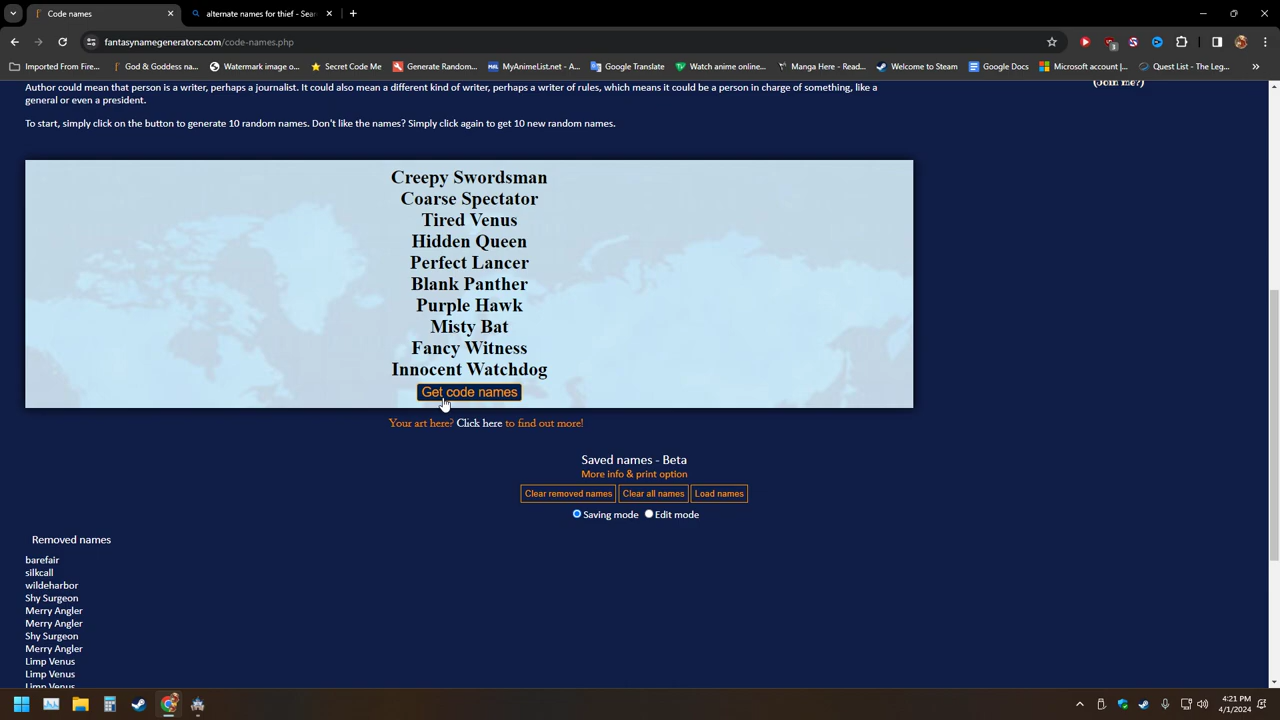 Code names
alternate names for thief - Sea
fantasynamegenerators.com/code-names.php
Imported From Fire...
God & Goddess na...
Watermark image o...
Secret Code Me
Generate Random...
MyAnimeList.net - A...
Google Translate
Watch anime online...
Manga Here - Read...
Welcome to Steam
Google Docs
Microsoft account |...
Quest List - The Leg...
Author could mean that person is a writer, perhaps a journalist. It could also mean a different kind of writer, perhaps a writer of rules, which means it could be a person in charge of something, like a
general or even a president.
(Join me?)
To start, simply click on the button to generate 10 random names. Don't like the names? Simply click again to get 10 new random names.
Creepy Swordsman
Coarse Spectator
Tired Venus
Hidden Queen
Perfect Lancer
Blank Panther
Purple Hawk
Misty Bat
Fancy Witness
Innocent Watchdog
Get code names
Your art here? Click here to find out more!
Saved names - Beta
More info & print option
Clear removed names
Clear all names
Load names
Saving mode
Edit mode
Removed names
barefair
silkcall
wildeharbor
Shy Surgeon
Merry Angler
Merry Angler
Shy Surgeon
Merry Angler
Limp Venus
Limp Venus
Limp Venus
4:21 PM
4/1/2024